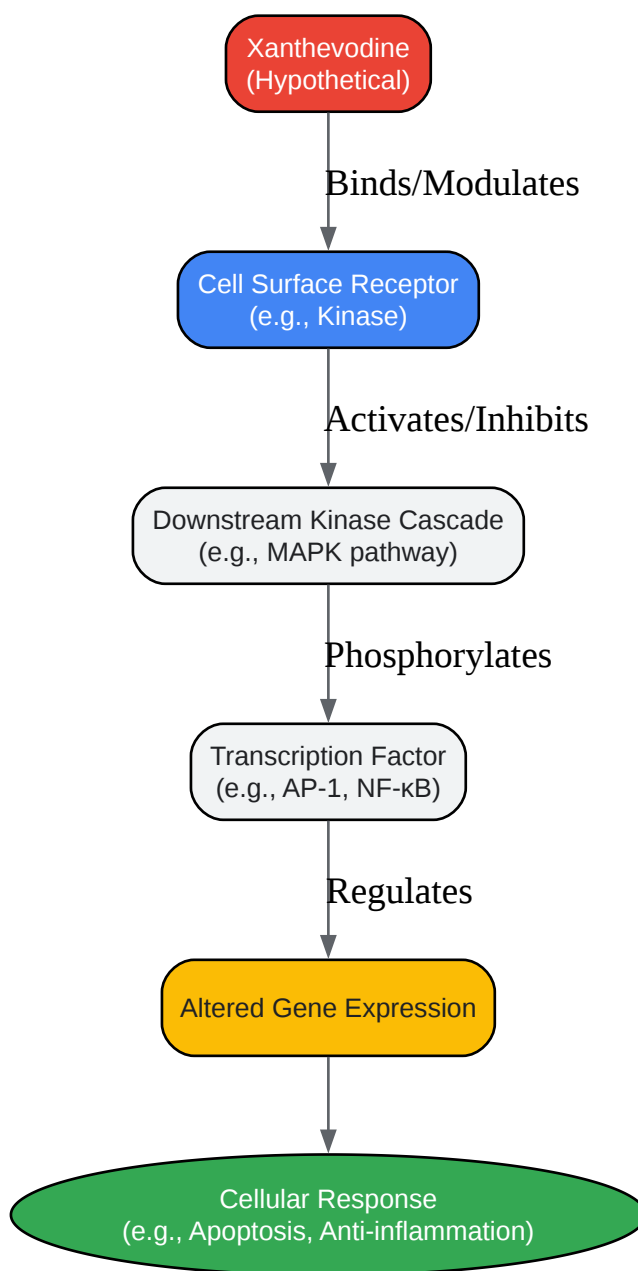 Xanthevodine
(Hypothetical)
Binds/Modulates
Cell Surface Receptor
(e.g., Kinase)
Activates/Inhibits
Downstream Kinase Cascade
(e.g., MAPK pathway)
Phosphorylates
Transcription Factor
(e.g., AP-1, NF-κB)
Regulates
Altered Gene Expression
Cellular Response
(e.g., Apoptosis, Anti-inflammation)